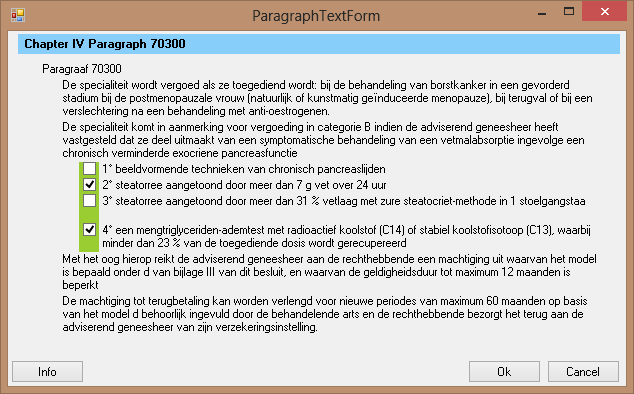 ParagraphTextForm
Chapter IV Paragraph 70300
Paragraaf 70300
De specialiteit wordt vergoed als ze toegediend wordt: bij de behandeling van borstkanker in een gevorderd
stadium bij de postmenopauzale vrouw (natuurlijk of kunstmatig geïnduceerde menopauze), bij terugval of bij een
verslechtering na een behandeling met anti-oestrogenen.
De specialiteit komt in aanmerking voor vergoeding in categorie B indien de adviserend geneesheer heeft
vastgesteld dat ze deel uitmaakt van een symptomatische behandeling van een vetmalabsorptie ingevolge een
chronisch verminderde exocriene pancreasfunctie
1° beeldvormende technieken van chronisch pancreaslijden
2° steatorree aangetoond door meer dan 7 g vet over 24 uur
3° steatorree aangetoond door meer dan 31 % vetlaag met zure steatocriet-methode in 1 stoelgangstaa
4° een mengtriglyceriden-ademtest met radioactief koolstof (C14) of stabiel koolstofisotoop (C13), waarbij
minder dan 23 % van de toegediende dosis wordt gerecupereerd
Met het oog hierop reikt de adviserend geneesheer aan de rechthebbende een machtiging uit waarvan het model
is bepaald onder d van bijlage III van dit besluit, en waarvan de geldigheidsduur tot maximum 12 maanden is
beperkt
De machtiging tot terugbetaling kan worden verlengd voor nieuwe periodes van maximum 60 maanden op basis
van het model d behoorlijk ingevuld door de behandelende arts en de rechthebbende bezorgt het terug aan de
adviserend geneesheer van zijn verzekeringsinstelling.
Info
Ok
Cancel